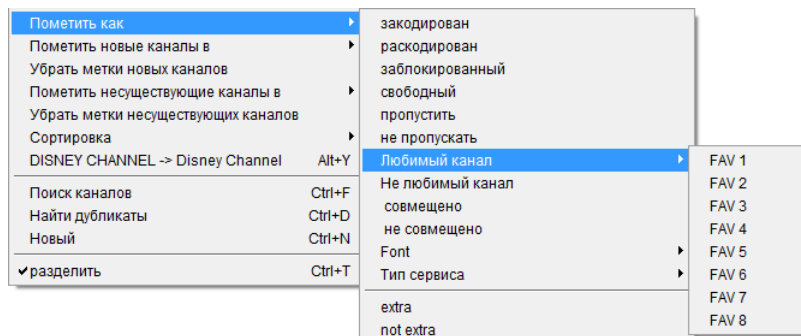 Пометить как
Пометить новые каналы в
Убрать метки новых каналов
Пометить несуществующие каналы в
Убрать метки несуществующих каналов
Сортировка
DISNEY CHANNEL -> Disney Channel Alt+Y
Поиск каналов Ctrl+F
Найти дубликаты Ctrl+D
Новый Ctrl+N
разделить Ctrl+T
закодирован
раскодирован
заблокированный
свободный
пропустить
не пропускать
Любимый канал
Не любимый канал
совмещено
не совмещено
Font
Тип сервиса
extra
not extra
FAV 1
FAV 2
FAV 3
FAV 4
FAV 5
FAV 6
FAV 7
FAV 8